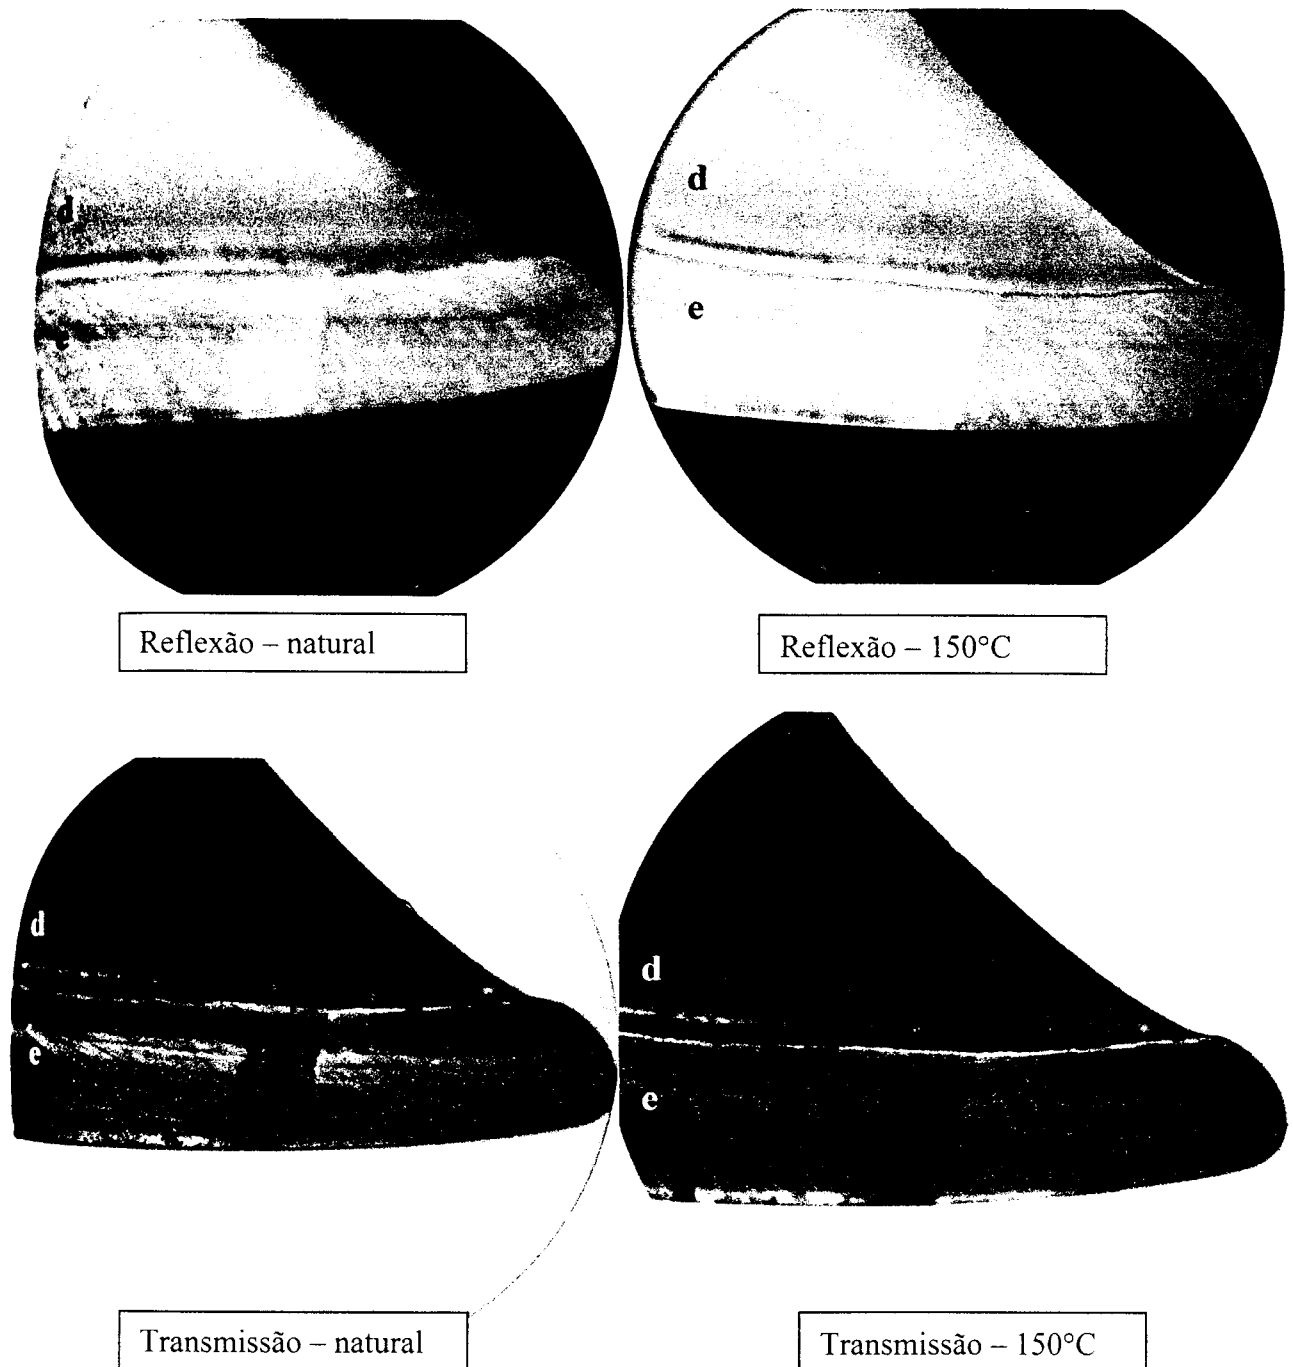 d
d
e
e
Reflexão – natural
Reflexão – 150°C
d
d
e
e
Transmissão – natural
Transmissão – 150°C